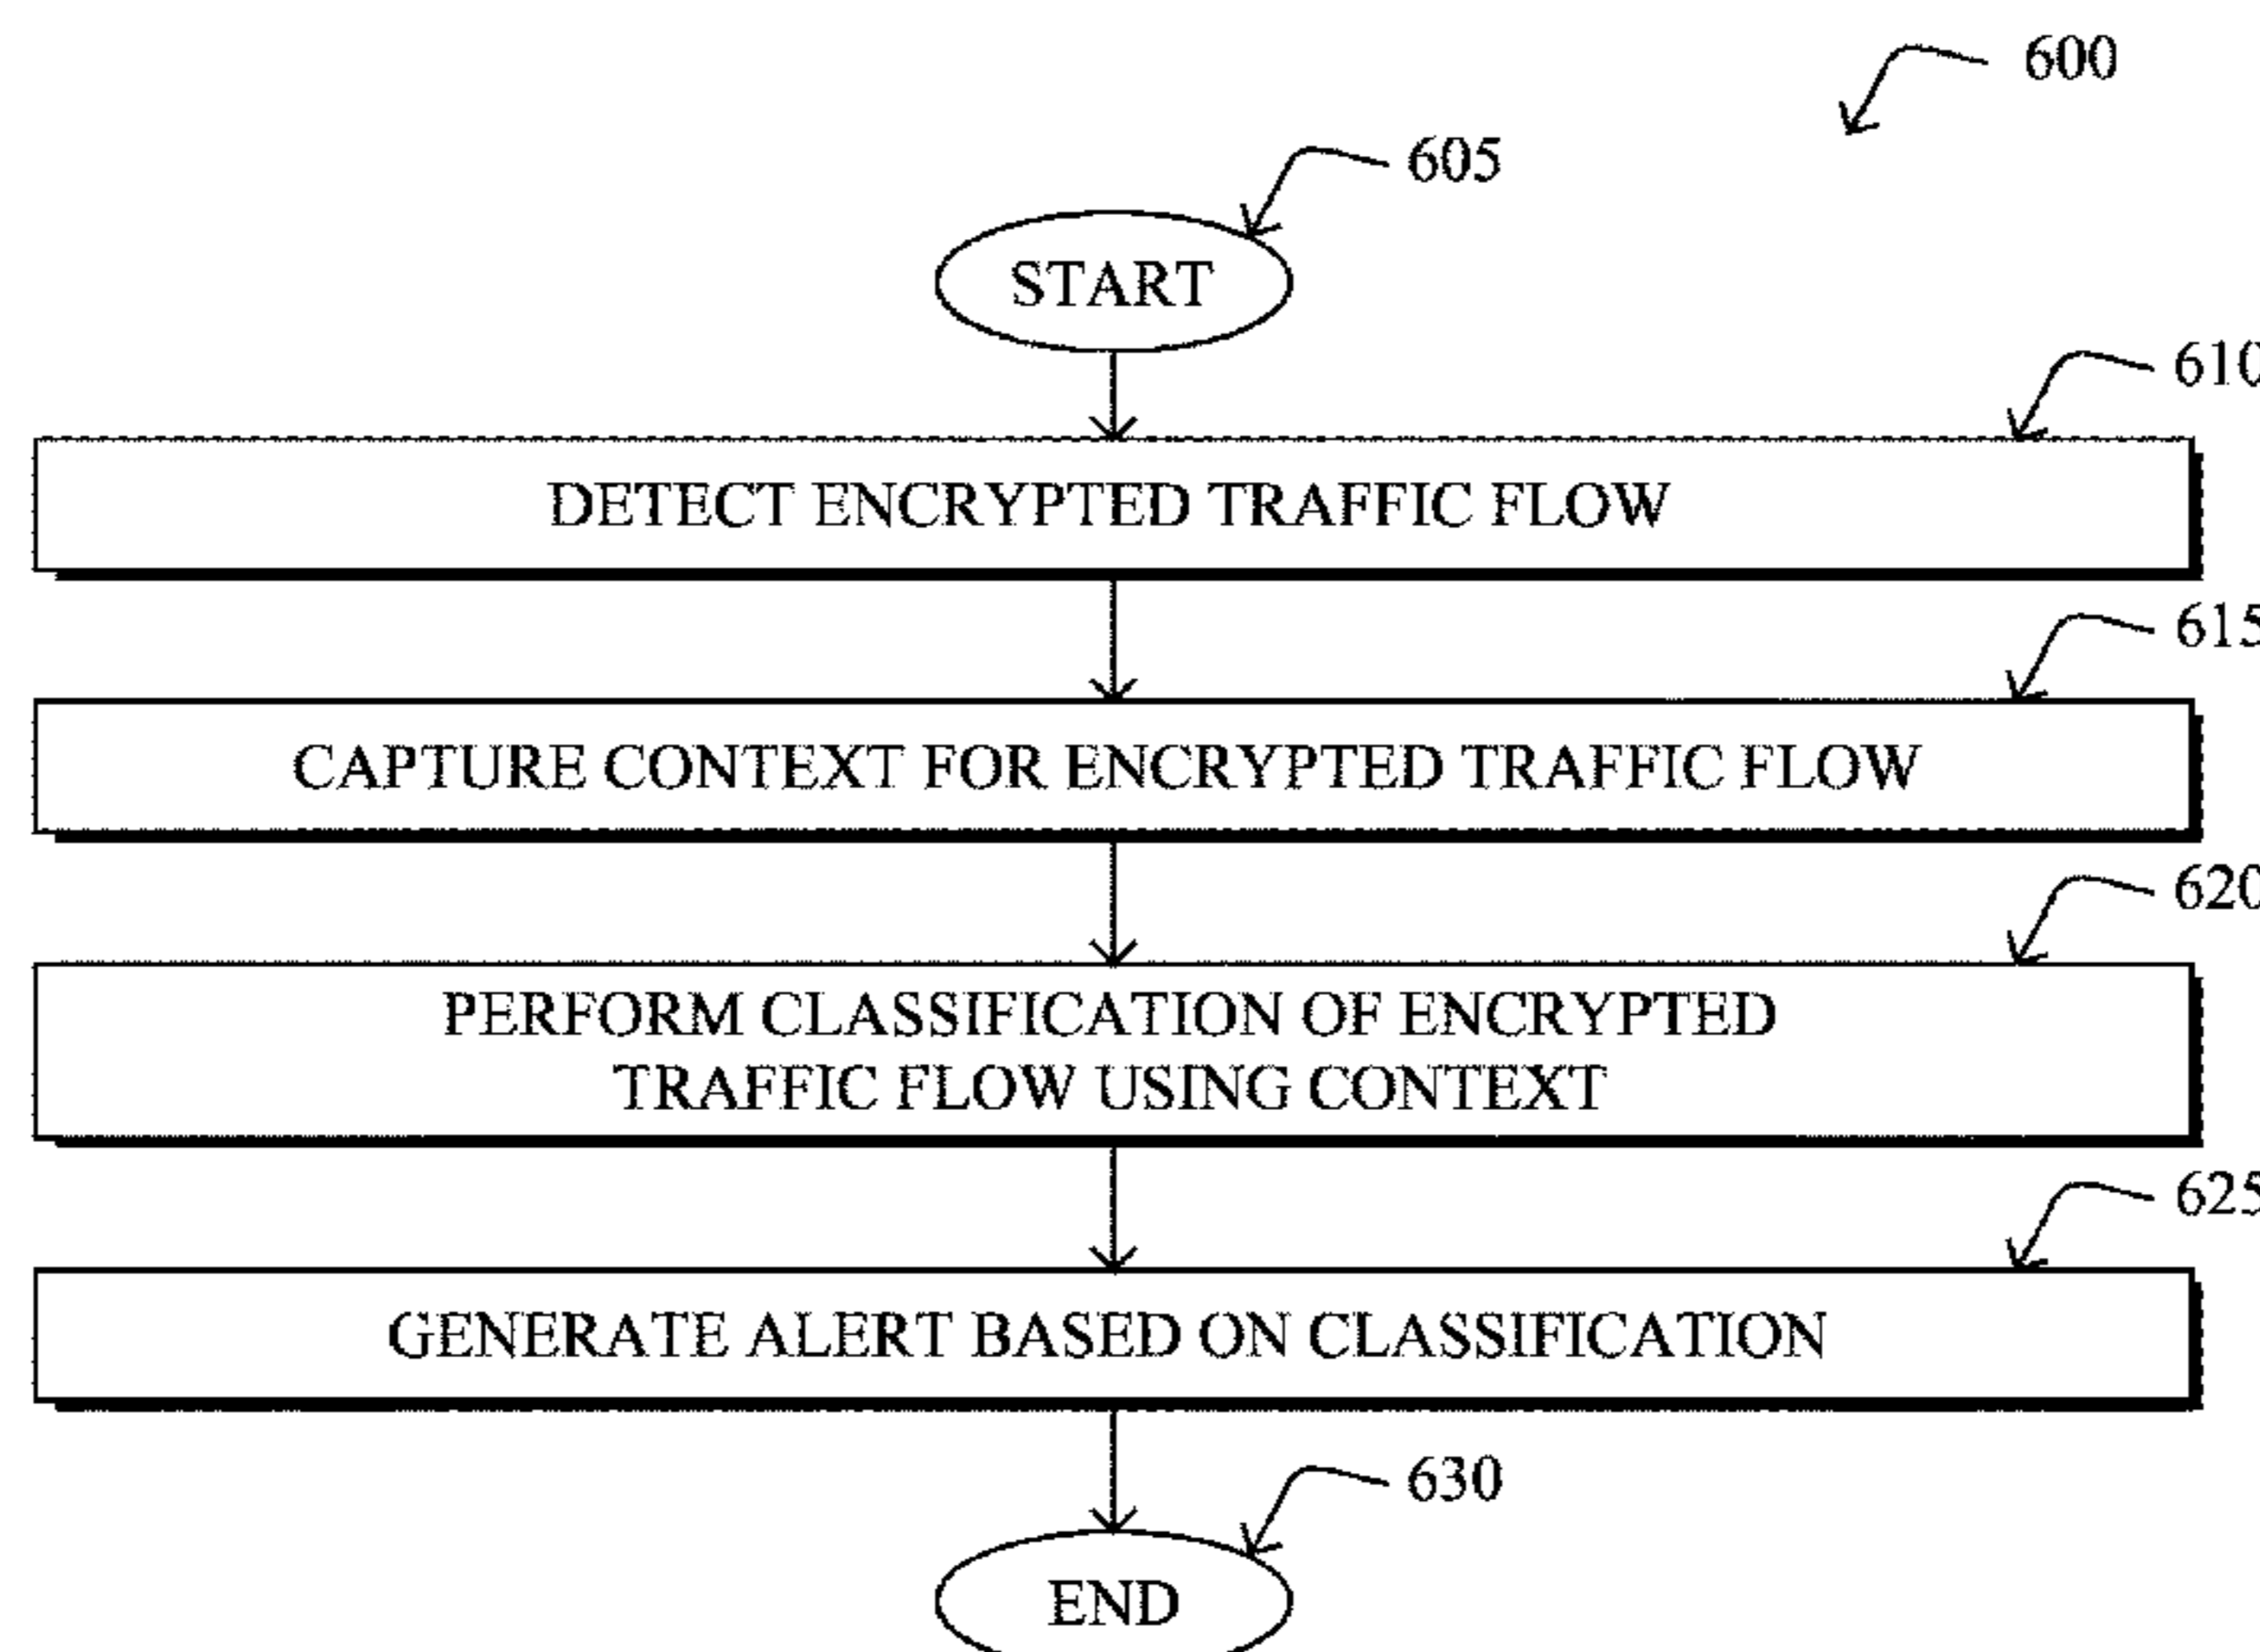 600
605
START
610
DETECT ENCRYPTED TRAFFIC FLOW
615
CAPTURE CONTEXT FOR ENCRYPTED TRAFFIC FLOW
620
PERFORM CLASSIFICATION OF ENCRYPTED
TRAFFIC FLOW USING CONTEXT
625
GENERATE ALERT BASED ON CLASSIFICATION
630
END